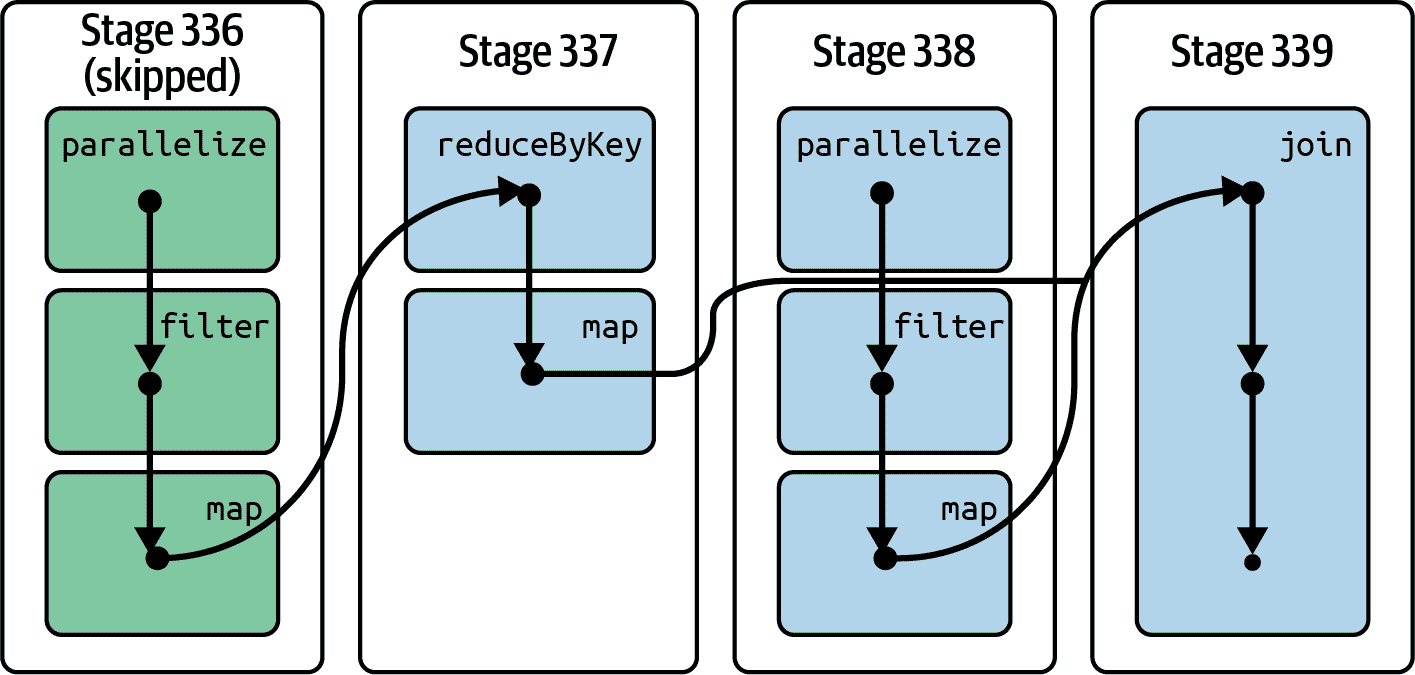 Stage 336
(skipped)
parallelize
filter
map
Stage 337
reduceByKey
map
Stage 338
parallelize
filter
map
Stage 339
join